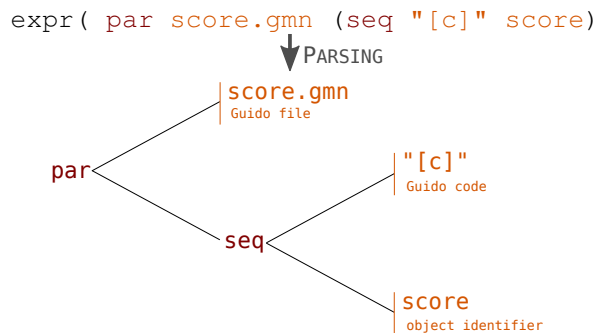 expr( par score.gmn (seq "[c]" score)
PARSING
score.gmn
Guido file
"[c]"
Guido code
par
seq
score
object identifier